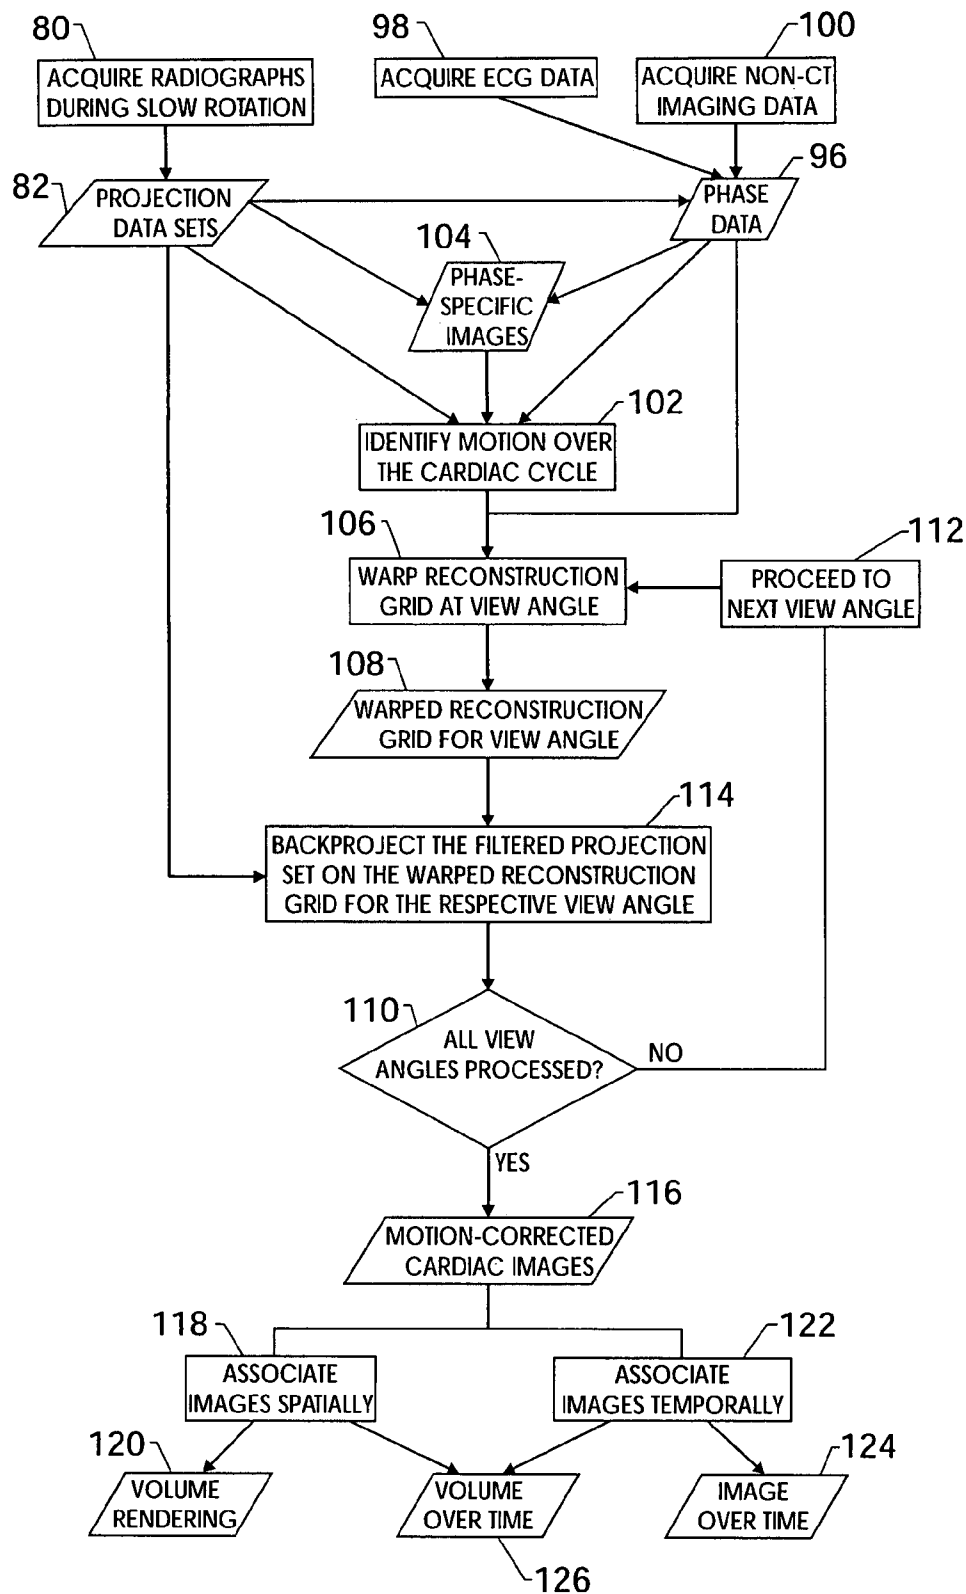 80
98
100
ACQUIRE RADIOGRAPHS
DURING SLOW ROTATION
ACQUIRE ECG DATA
ACQUIRE NON-CT
IMAGING DATA
82
PROJECTION
DATA SETS
96
PHASE
DATA
104
PHASE-
SPECIFIC
IMAGES
102
IDENTIFY MOTION OVER
THE CARDIAC CYCLE
106
WARP RECONSTRUCTION
GRID AT VIEW ANGLE
112
PROCEED TO
NEXT VIEW ANGLE
108
WARPED RECONSTRUCTION
GRID FOR VIEW ANGLE
114
BACKPROJECT THE FILTERED PROJECTION
SET ON THE WARPED RECONSTRUCTION
GRID FOR THE RESPECTIVE VIEW ANGLE
110
ALL VIEW
ANGLES PROCESSED?
NO
YES
116
MOTION-CORRECTED
CARDIAC IMAGES
118
ASSOCIATE
IMAGES SPATIALLY
122
ASSOCIATE
IMAGES TEMPORALLY
120
VOLUME
RENDERING
VOLUME
OVER TIME
126
124
IMAGE
OVER TIME